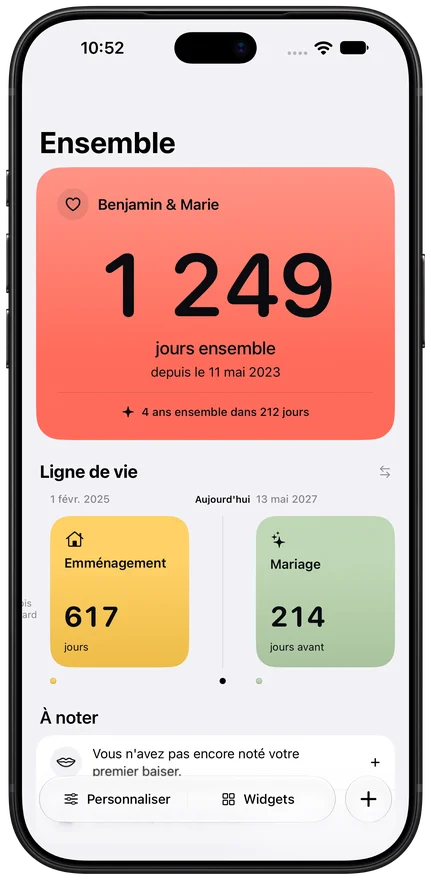 10:52
Ensemble
Benjamin & Marie
1 249
jours ensemble
depuis le 11 mai 2023
4 ans ensemble dans 212 jours
Ligne de vie
1 févr. 2025
Aujourd'hui
13 mai 2027
Emménagement
617
jours
Mariage
214
jours avant
À noter
Vous n'avez pas encore noté votre
premier baiser.
Personnaliser
Widgets